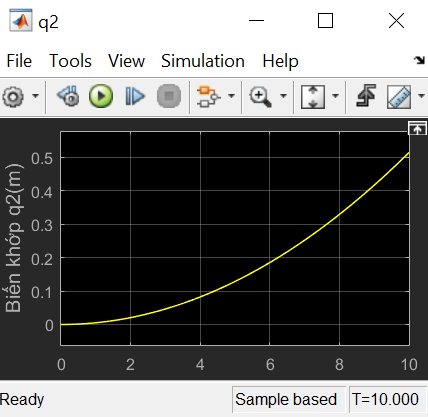 q2
File Tools View Simulation Help
Biến khớp q2(m)
0.5
0.4
0.3
0.2
0.1
0
0 2 4 6 8 10
Ready Sample based T=10.000